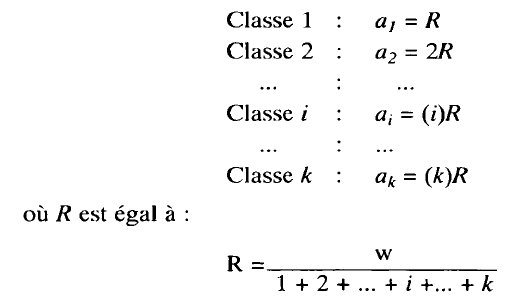 Classe 1 : a₁ = R
Classe 2 : a₂ = 2R
... : ...
Classe i : aᵢ = (i)R
... : ...
Classe k : aₖ = (k)R
où R est égal à :
R = w / 1 + 2 + ... + i +... + k